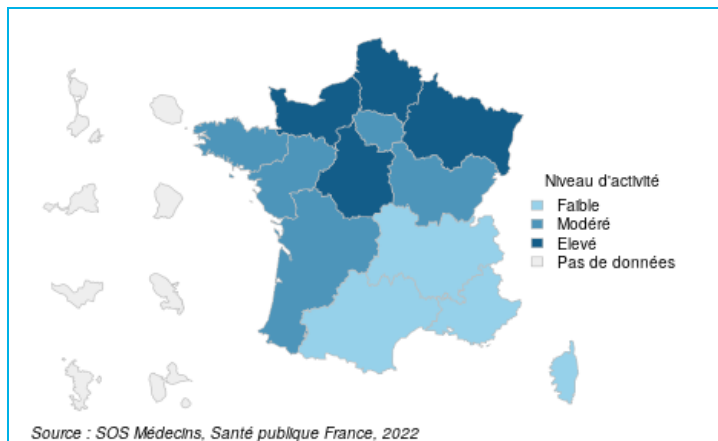 Niveau d'activité
Faible
Modéré
Elevé
Pas de données
Source : SOS Médecins, Santé publique France, 2022